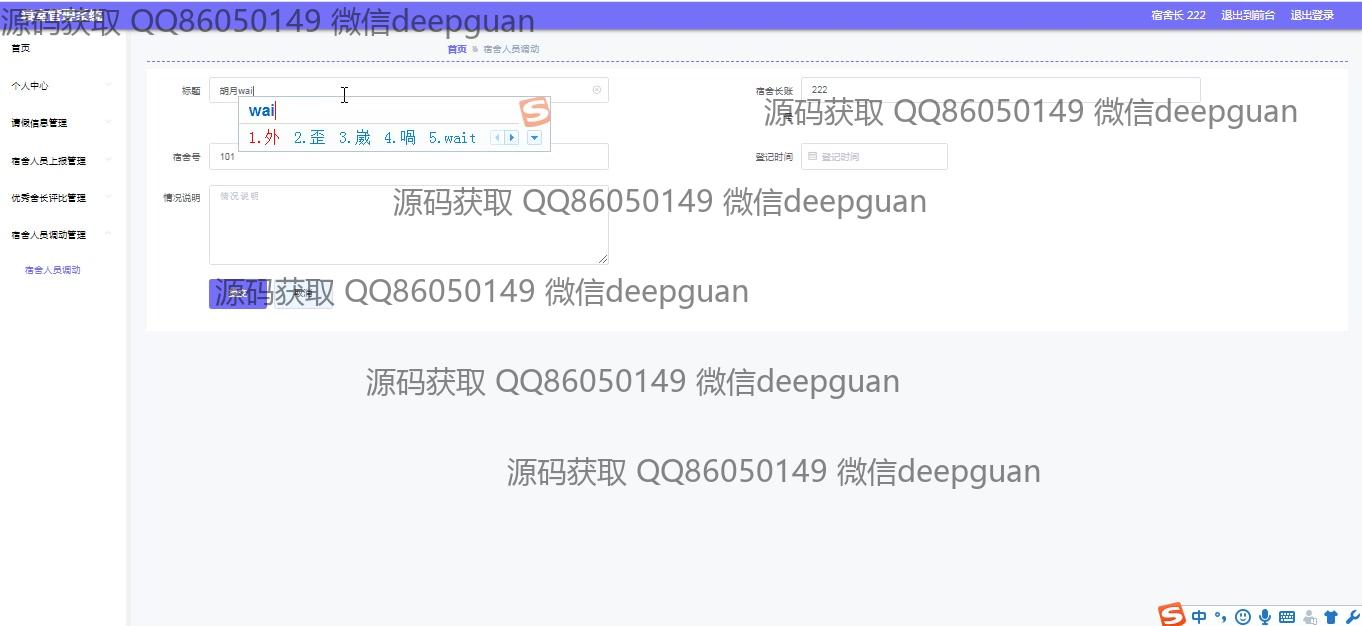 源码获取 QQ86050149 微信deepguan
宿舍长 222 退出到前台 退出登录
首页
首页 宿舍人员调动
个人中心
请假信息管理
宿舍人员上报管理
优秀舍长评比管理
宿舍人员调动管理
宿舍人员调动
标题 胡月wai
宿舍长账 222
wai
1.外 2.歪 3.崴 4.喎 5.wait
源码获取 QQ86050149 微信deepguan
宿舍号 101
登记时间 登记时间
情况说明 情况说明
源码获取 QQ86050149 微信deepguan
取消
源码获取 QQ86050149 微信deepguan
源码获取 QQ86050149 微信deepguan
源码获取 QQ86050149 微信deepguan
中